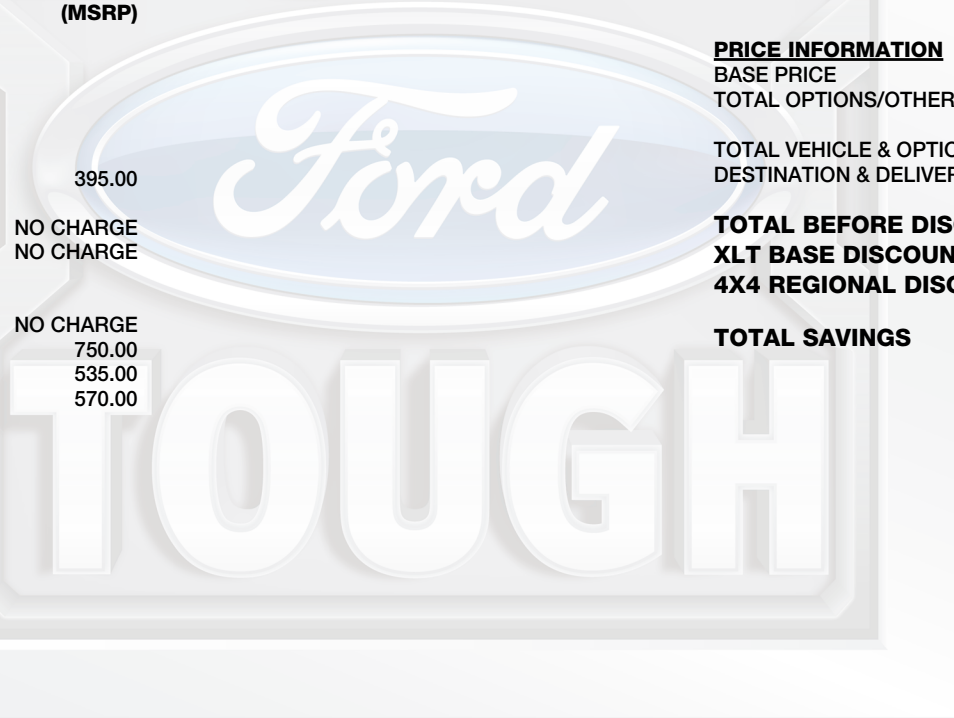 (MSRP)
395.00
NO CHARGE
NO CHARGE
NO CHARGE
750.00
535.00
570.00
PRICE INFORMATION
BASE PRICE
TOTAL OPTIONS/OTHER
TOTAL VEHICLE & OPTIO
DESTINATION & DELIVER
TOTAL BEFORE DISC
XLT BASE DISCOUN
4X4 REGIONAL DISC
TOTAL SAVINGS
Ford
TOUGH